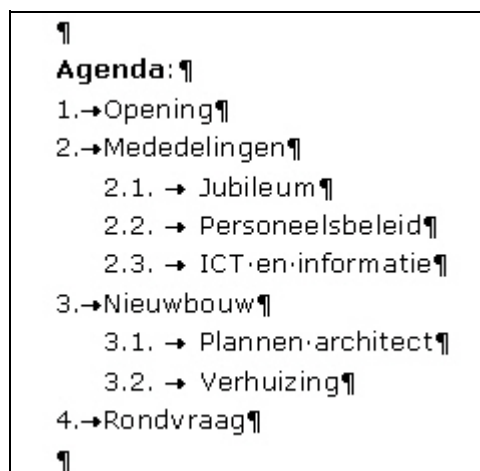 ¶
Agenda:¶
1.→Opening¶
2.→Mededelingen¶
2.1. → Jubileum¶
2.2. → Personeelsbeleid¶
2.3. → ICT·en·informatie¶
3.→Nieuwbouw¶
3.1. → Plannen·architect¶
3.2. → Verhuizing¶
4.→Rondvraag¶
¶